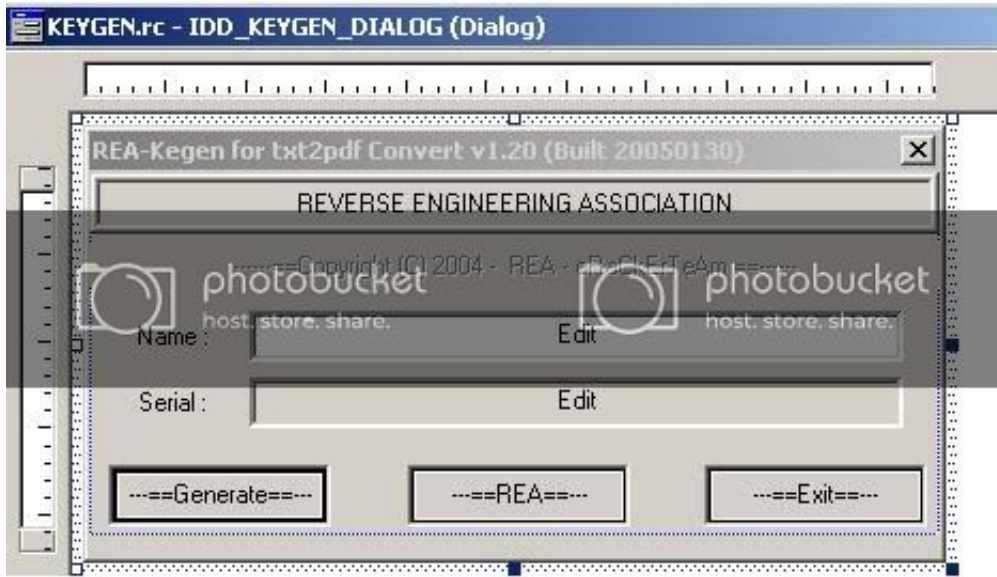 KEYGEN.rc - IDD_KEYGEN_DIALOG (Dialog)
REA-Kegen for txt2pdf Convert v1.20 (Built 20050130)
REVERSE ENGINEERING ASSOCIATION
Copyright (C) 2004 - REA -
photobucket
host. store. share.
photobucket
host. store. share.
Name : Edit
Serial : Edit
---==Generate==---
---==REA==---
---==Exit==---